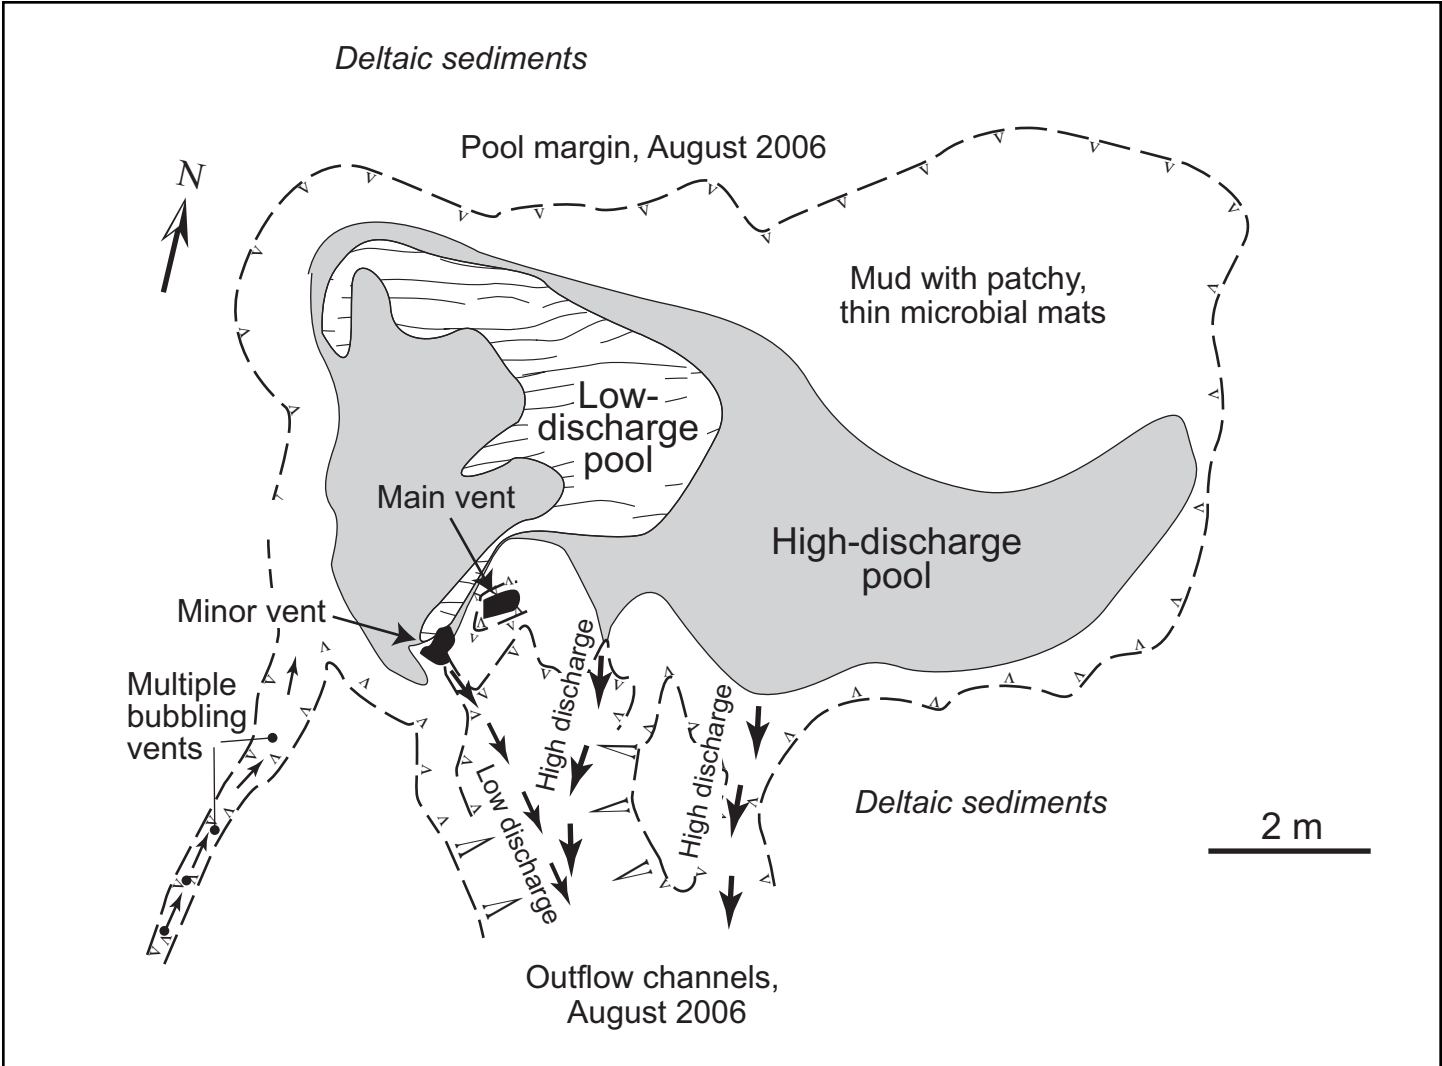 Deltaic sediments
Pool margin, August 2006
N
Mud with patchy,
thin microbial mats
Low-
discharge
pool
Main vent
High-discharge
pool
Minor vent
Multiple
bubbling
vents
High discharge
High discharge
Low discharge
Deltaic sediments
2 m
Outflow channels,
August 2006